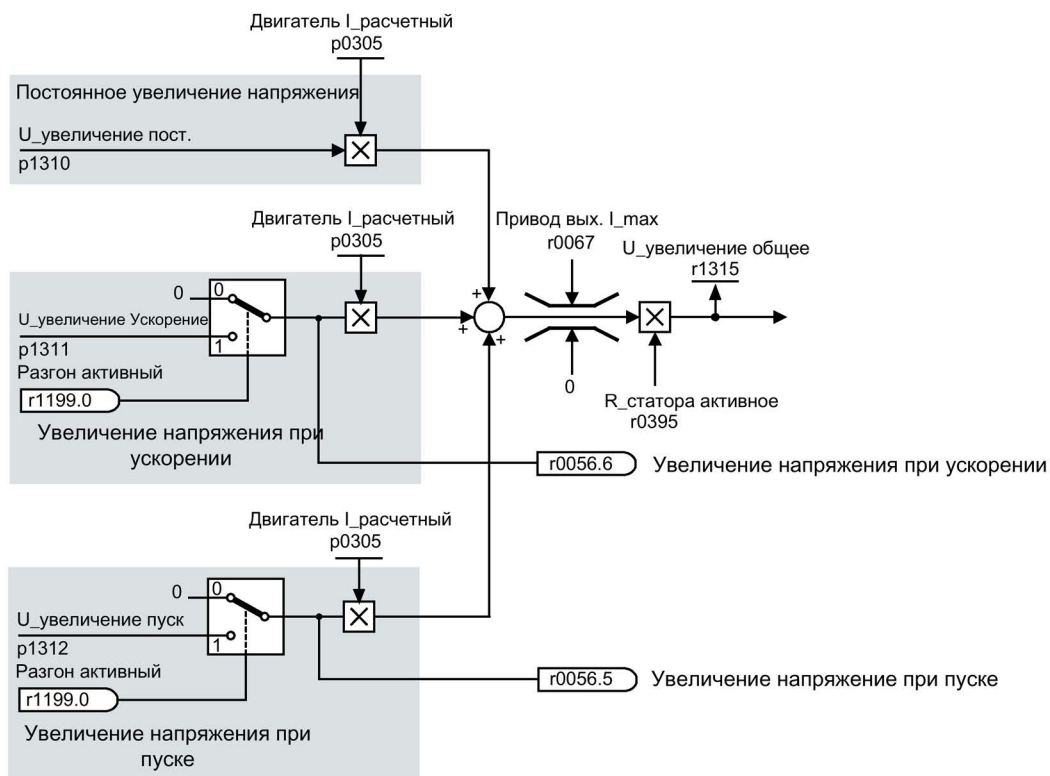 Двигатель I_расчетный
p0305
Постоянное увеличение напряжения
U_увеличение пост.
p1310
Двигатель I_расчетный
p0305
Привод вых. I_max
r0067
U_увеличение общее
r1315
0
0
U_увеличение Ускорение
p1311
1
Разгон активный
r1199.0
+
+
+
0
R_статора активное
r0395
Увеличение напряжения при
ускорении
r0056.6
Увеличение напряжения при ускорении
Двигатель I_расчетный
p0305
0
0
U_увеличение пуск
p1312
1
Разгон активный
r1199.0
r0056.5
Увеличение напряжение при пуске
Увеличение напряжения при
пуске